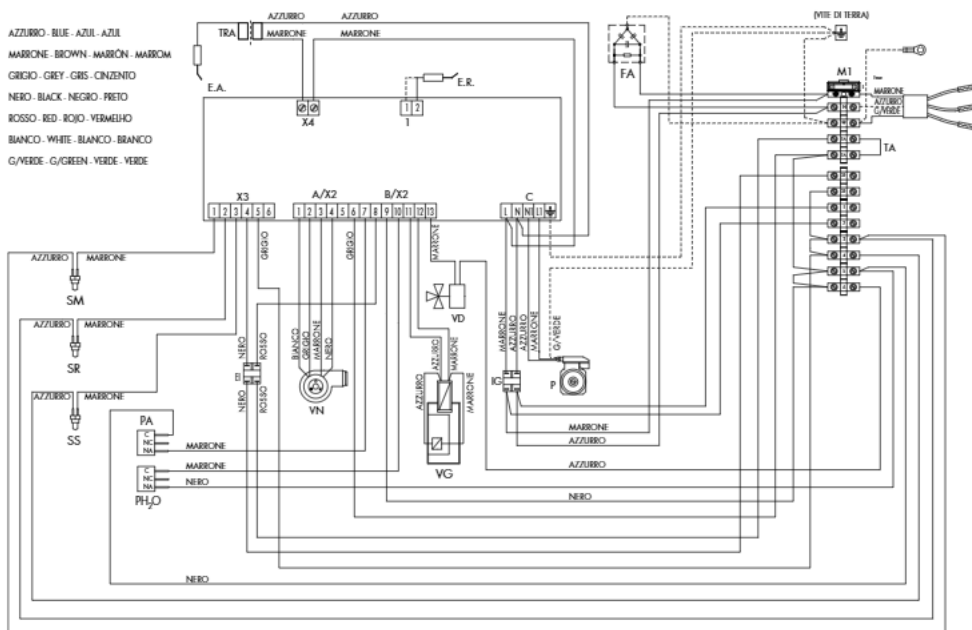 AZZURRO - BLUE - AZUL - AZUL
MARRONE - BROWN - MARRÓN - MARROM
GRIGIO - GREY - GRIS - CINZENTO
NERO - BLACK - NEGRO - PRETO
ROSSO - RED - ROJO - VERMELHO
BIANCO - WHITE - BLANCO - BRANCO
G/VERDE - G/GREEN - VERDE - VERDE
TRA
AZZURRO AZZURRO
MARRONE MARRONE
E.A.
X4
1 2
1
E.R.
FA
(VITE DI TERRA)
M1
MARRONE
AZZURRO
G/VERDE
TA
X3
1 2 3 4 5 6
A/X2 B/X2
1 2 3 4 5 6 7 8 9 10 11 12 13
C
L N N1 L1
GRIGIO
GRIGIO
MARRONE
AZZURRO MARRONE
SM
AZZURRO MARRONE
SR
AZZURRO MARRONE
SS
NERO
ROSSO
NERO
ROSSO
BIANCO
GRIGIO
MARRONE
NERO
VN
VD
AZZURRO
MARRONE
AZZURRO
MARRONE
VG
MARRONE
AZZURRO
AZZURRO
MARRONE
G/VERDE
IG
P
PA
C
NC
NA
MARRONE
MARRONE
C
NC
NA
NERO
PH2O
MARRONE
AZZURRO
AZZURRO
NERO
NERO